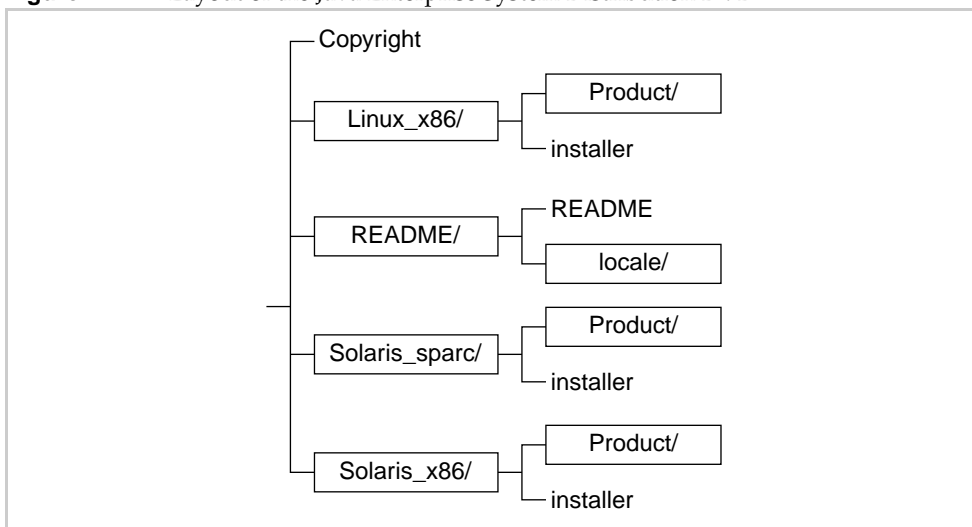 Copyright
Linux_x86/
Product/
installer
README/
README
locale/
Solaris_sparc/
Product/
installer
Solaris_x86/
Product/
installer